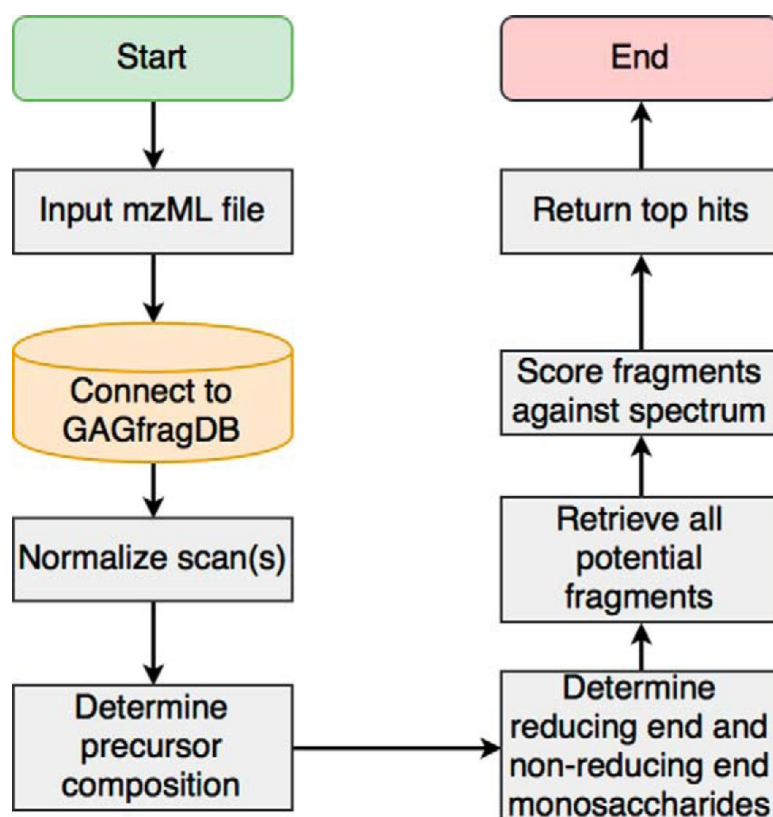 Start
Input mzML file
Connect to
GAGfragDB
Normalize scan(s)
Determine
precursor
composition
Determine
reducing end and
non-reducing end
monosaccharides
Retrieve all
potential
fragments
Score fragments
against spectrum
Return top hits
End